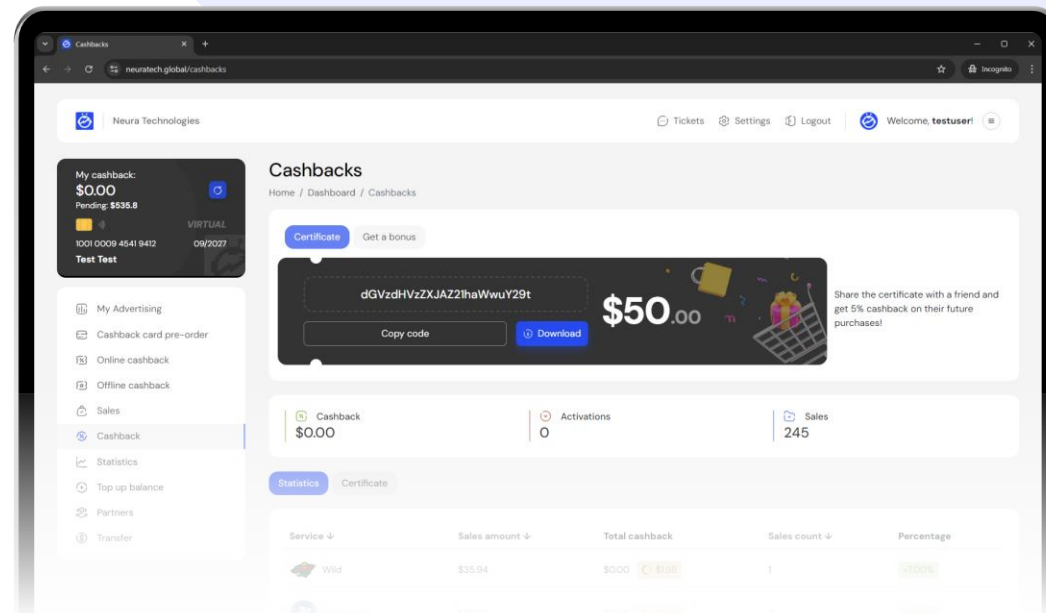 Cashbacks
neuratech.global/cashbacks
Incognito
Neura Technologies
Tickets
Settings
Logout
Welcome, testuser!
My cashback:
$0.00
Pending: $535.8
VIRTUAL
1001 0009 4541 9412
09/2027
Test Test
My Advertising
Cashback card pre-order
Online cashback
Offline cashback
Sales
Cashback
Statistics
Top up balance
Partners
Transfer
Cashbacks
Home / Dashboard / Cashbacks
Certificate
Get a bonus
dGVzdHVzZXJAZ21haWwuY29t
Copy code
Download
$50.00
Share the certificate with a friend and
get 5% cashback on their future
purchases!
Cashback
$0.00
Activations
0
Sales
245
Statistics
Certificate
Service ↓
Sales amount ↓
Total cashback
Sales count ↓
Percentage
Wild
$35.94
$0.00
1